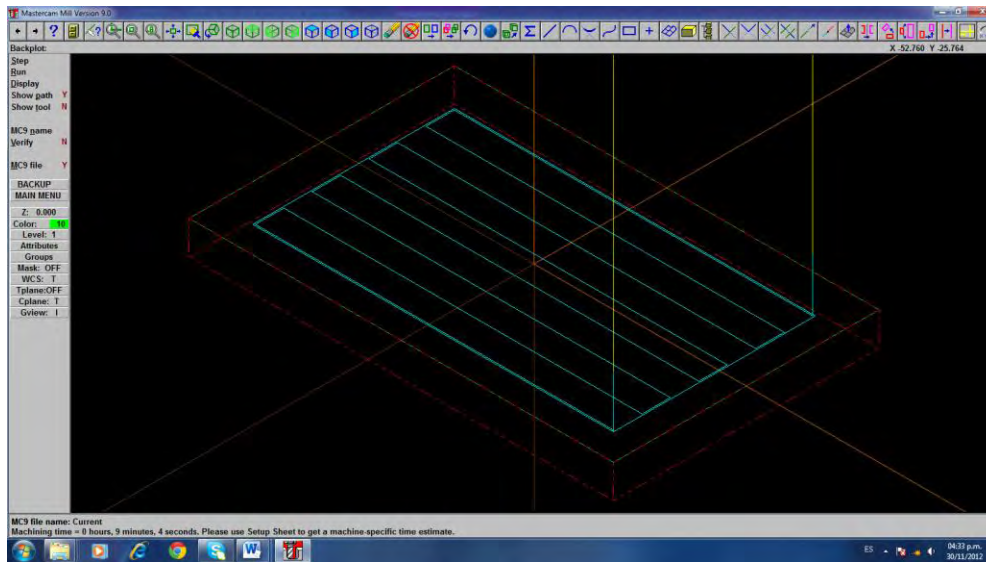 Mastercam Mill Version 9.0
Backplot:
X -52.760 Y -25.764
Step
Run
Display
Show path Y
Show tool N
MC9 name
Verify N
MC9 file Y
BACKUP
MAIN MENU
Z: 0.000
Color: 10
Level: 1
Attributes
Groups
Mask: OFF
WCS: T
Tplane:OFF
Cplane: T
Gview: I
MC9 file name: Current
Machining time = 0 hours, 9 minutes, 4 seconds. Please use Setup Sheet to get a machine-specific time estimate.
ES
04:33 p.m.
30/11/2012